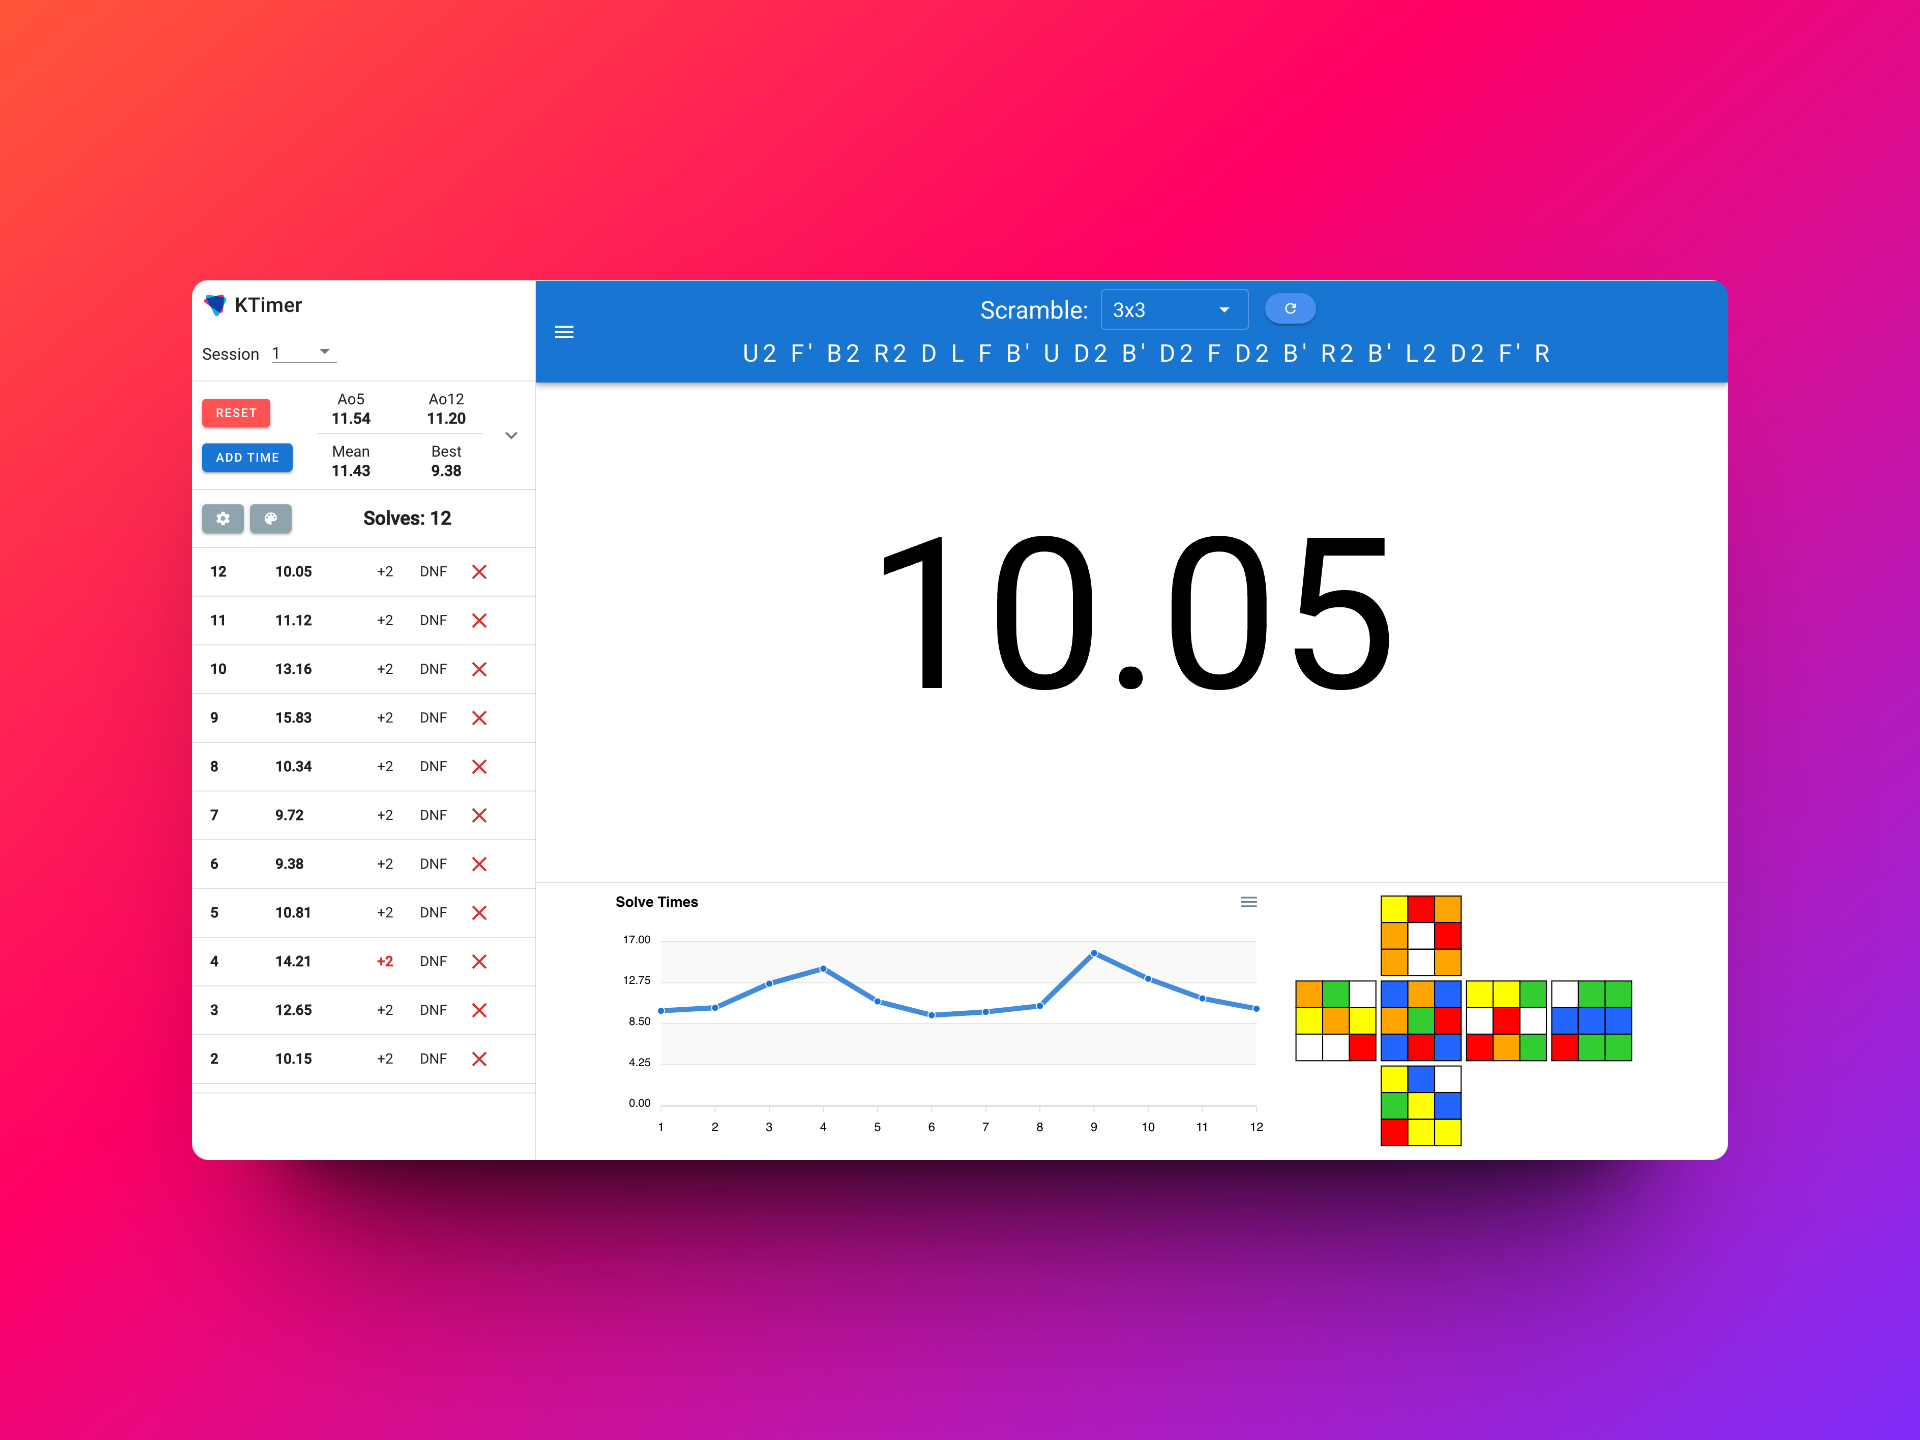 KTimer
Session 1
RESET
ADD TIME
Ao5 Ao12
11.54 11.20
Mean Best
11.43 9.38
Solves: 12
12 10.05 +2 DNF
11 11.12 +2 DNF
10 13.16 +2 DNF
9 15.83 +2 DNF
8 10.34 +2 DNF
7 9.72 +2 DNF
6 9.38 +2 DNF
5 10.81 +2 DNF
4 14.21 +2 DNF
3 12.65 +2 DNF
2 10.15 +2 DNF
Scramble: 3x3
U2 F' B2 R2 D L F B' U D2 B' D2 F D2 B' R2 B' L2 D2 F' R
10.05
Solve Times
17.00
12.75
8.50
4.25
0.00
1 2 3 4 5 6 7 8 9 10 11 12